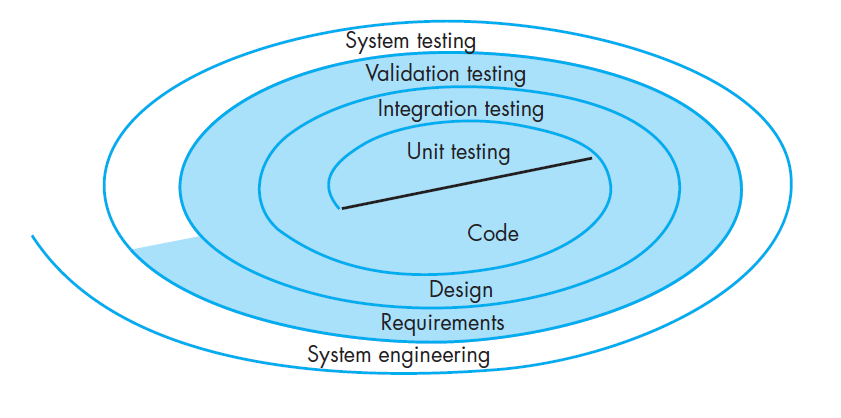 System testing
Validation testing
Integration testing
Unit testing
Code
Design
Requirements
System engineering